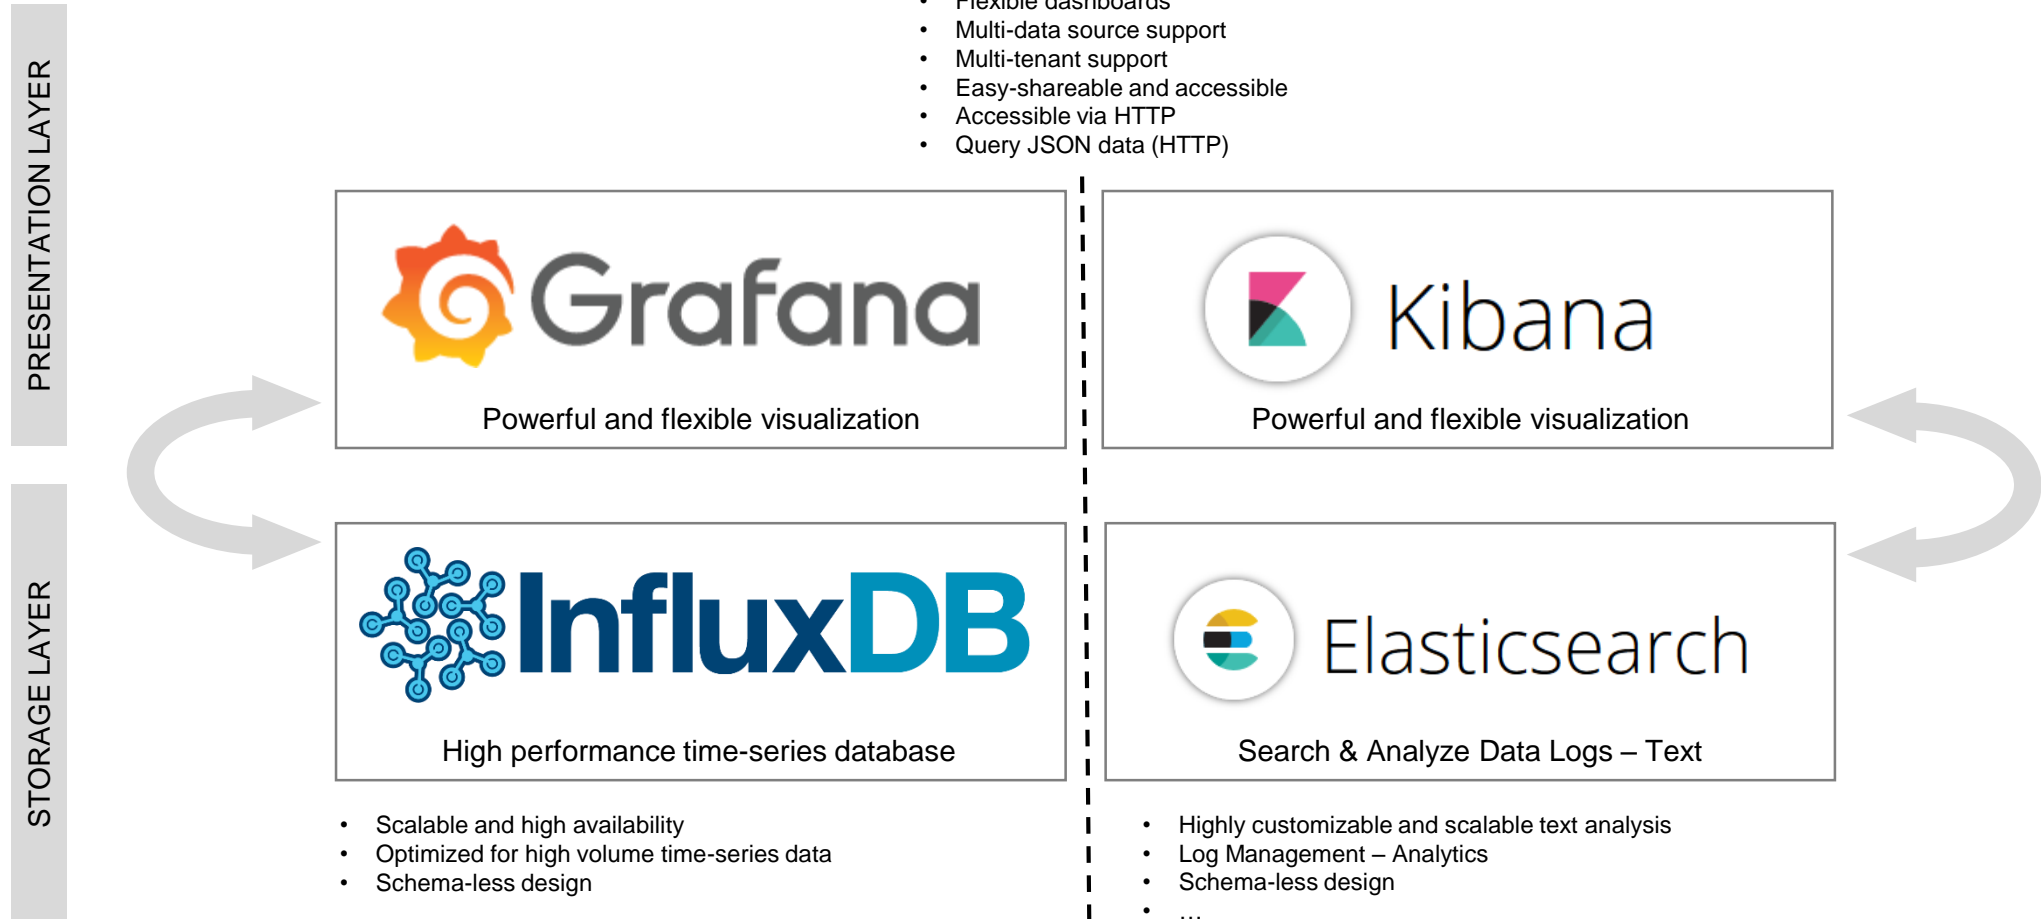 • Flexible dashboards
• Multi-data source support
• Multi-tenant support
• Easy-shareable and accessible
• Accessible via HTTP
• Query JSON data (HTTP)
PRESENTATION LAYER
Grafana
Powerful and flexible visualization
Kibana
Powerful and flexible visualization
STORAGE LAYER
InfluxDB
High performance time-series database
Elasticsearch
Search & Analyze Data Logs – Text
• Scalable and high availability
• Optimized for high volume time-series data
• Schema-less design
• Highly customizable and scalable text analysis
• Log Management – Analytics
• Schema-less design
• ...